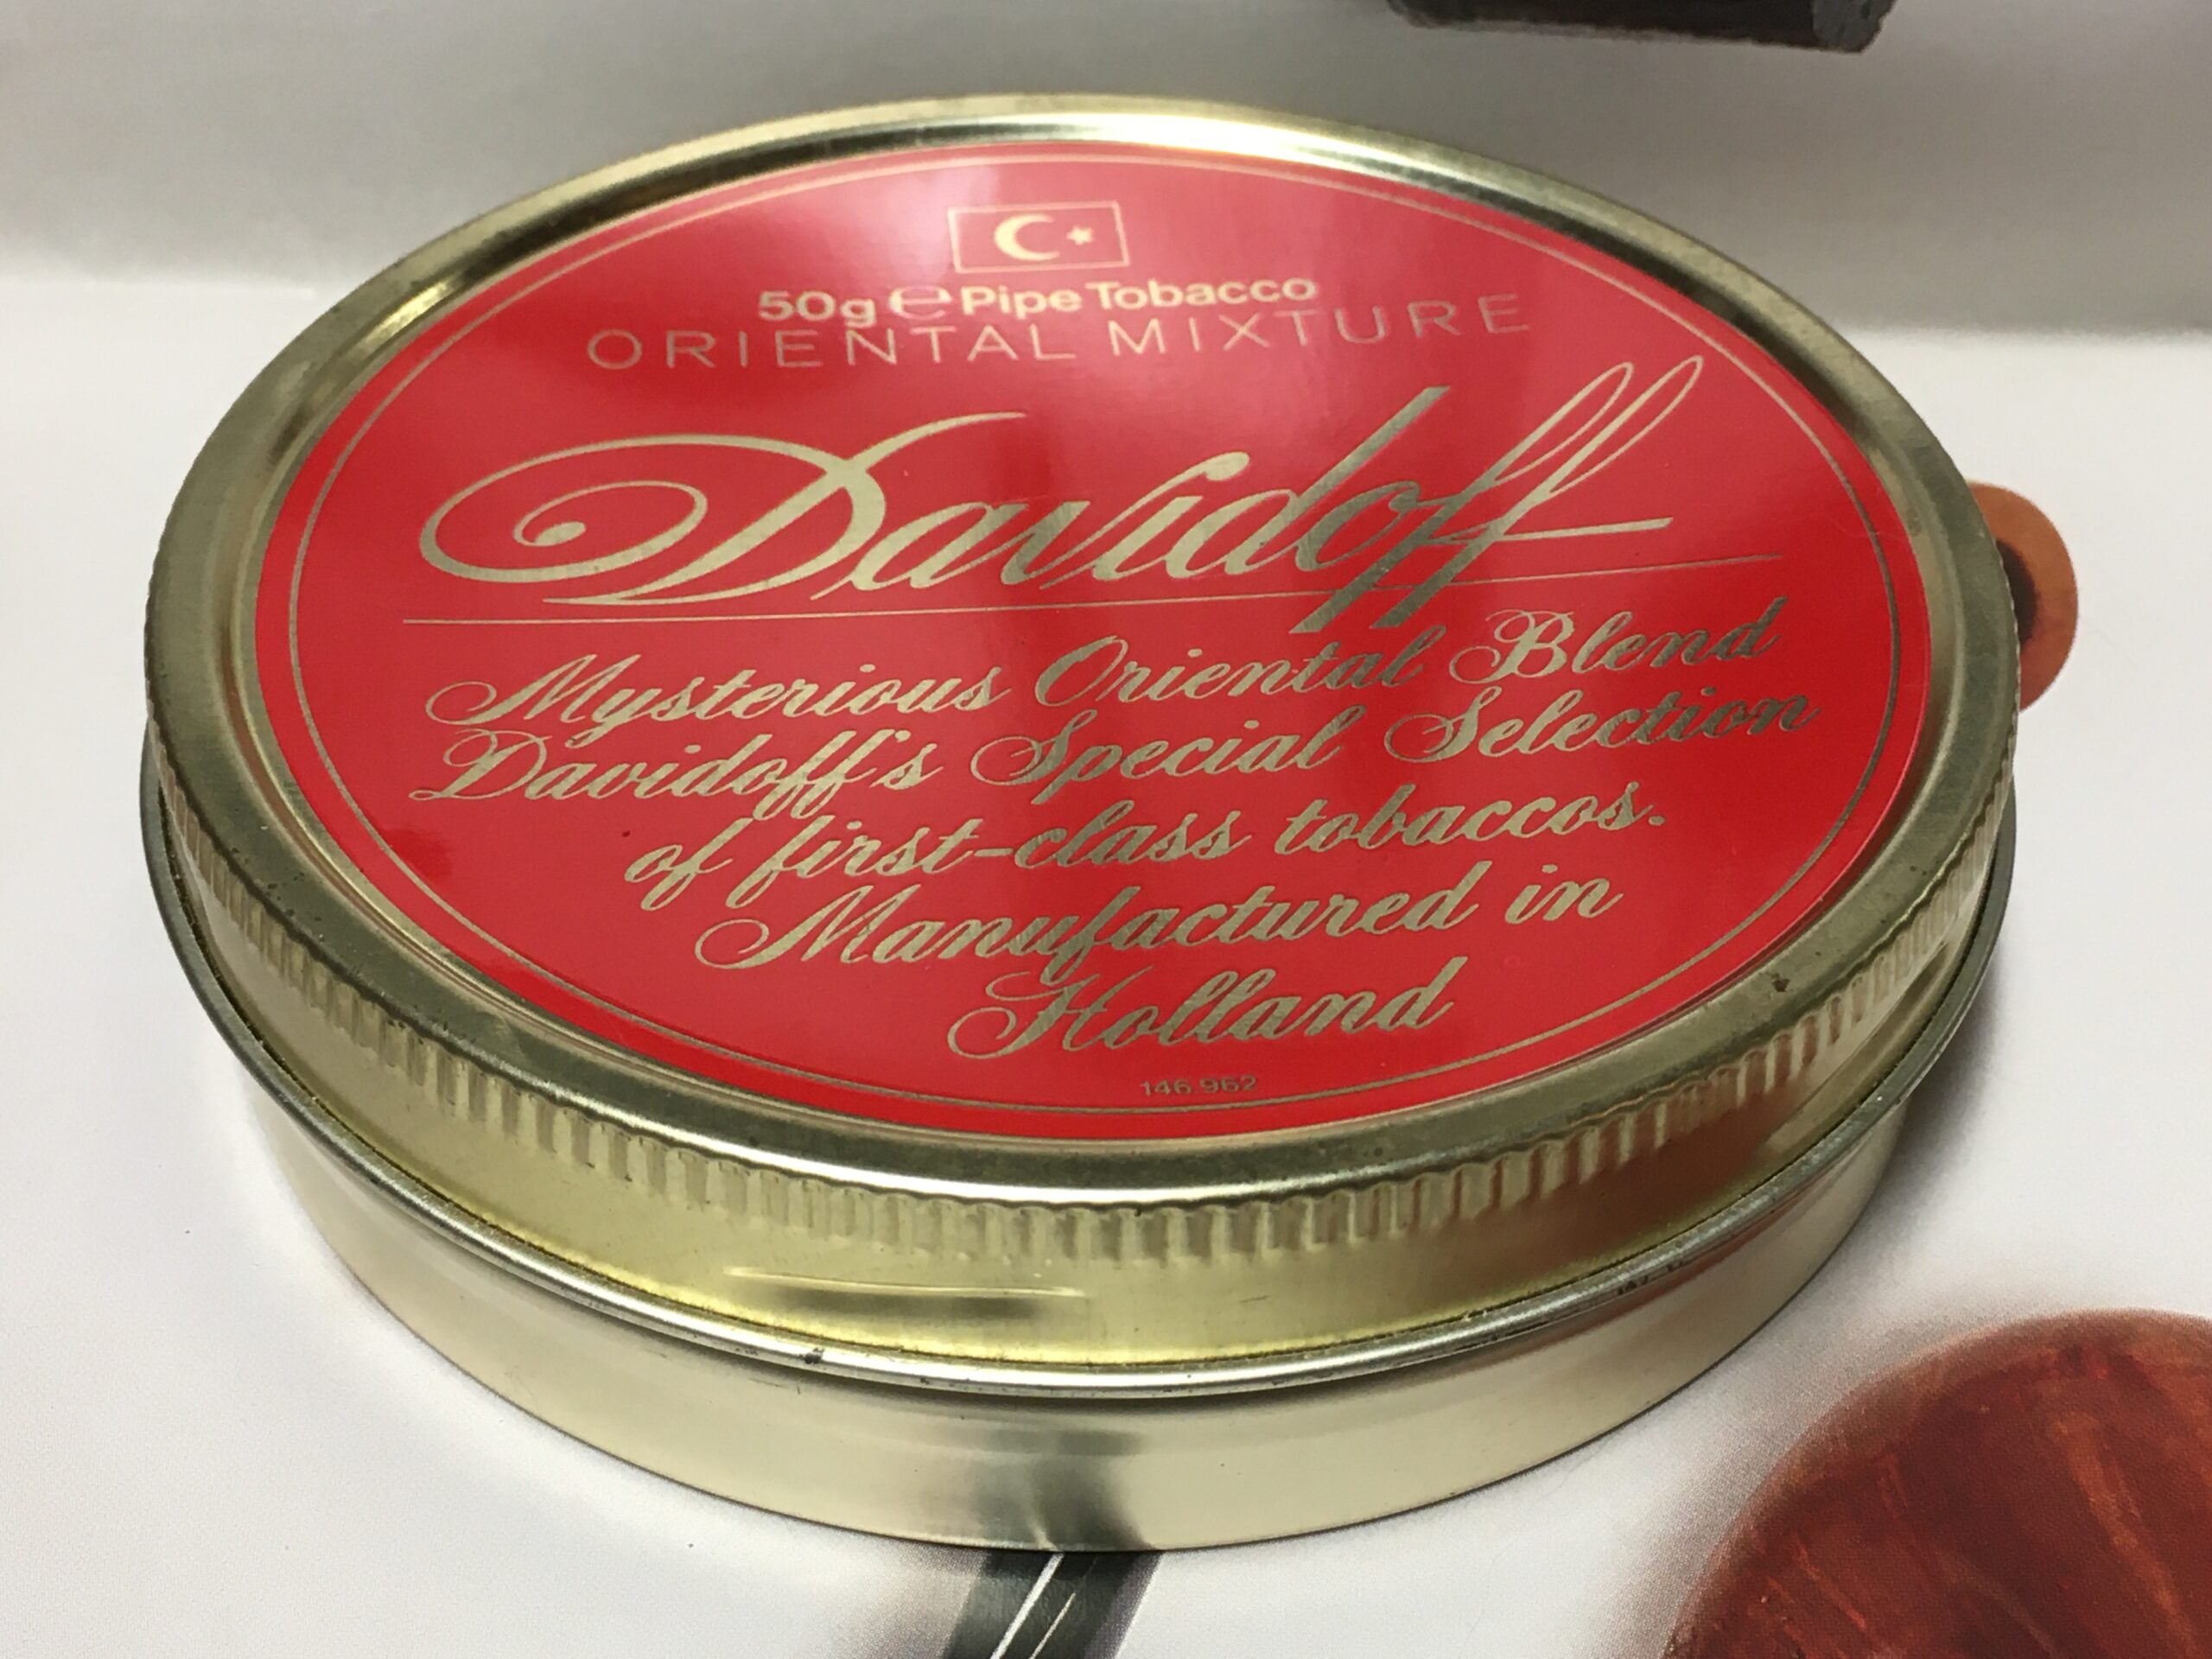 50g ℮ Pipe Tobacco
ORIENTAL MIXTURE
Davidoff
Mysterious Oriental Blend
Davidoff's Special Selection
of first-class tobaccos.
Manufactured in
Holland
146.962